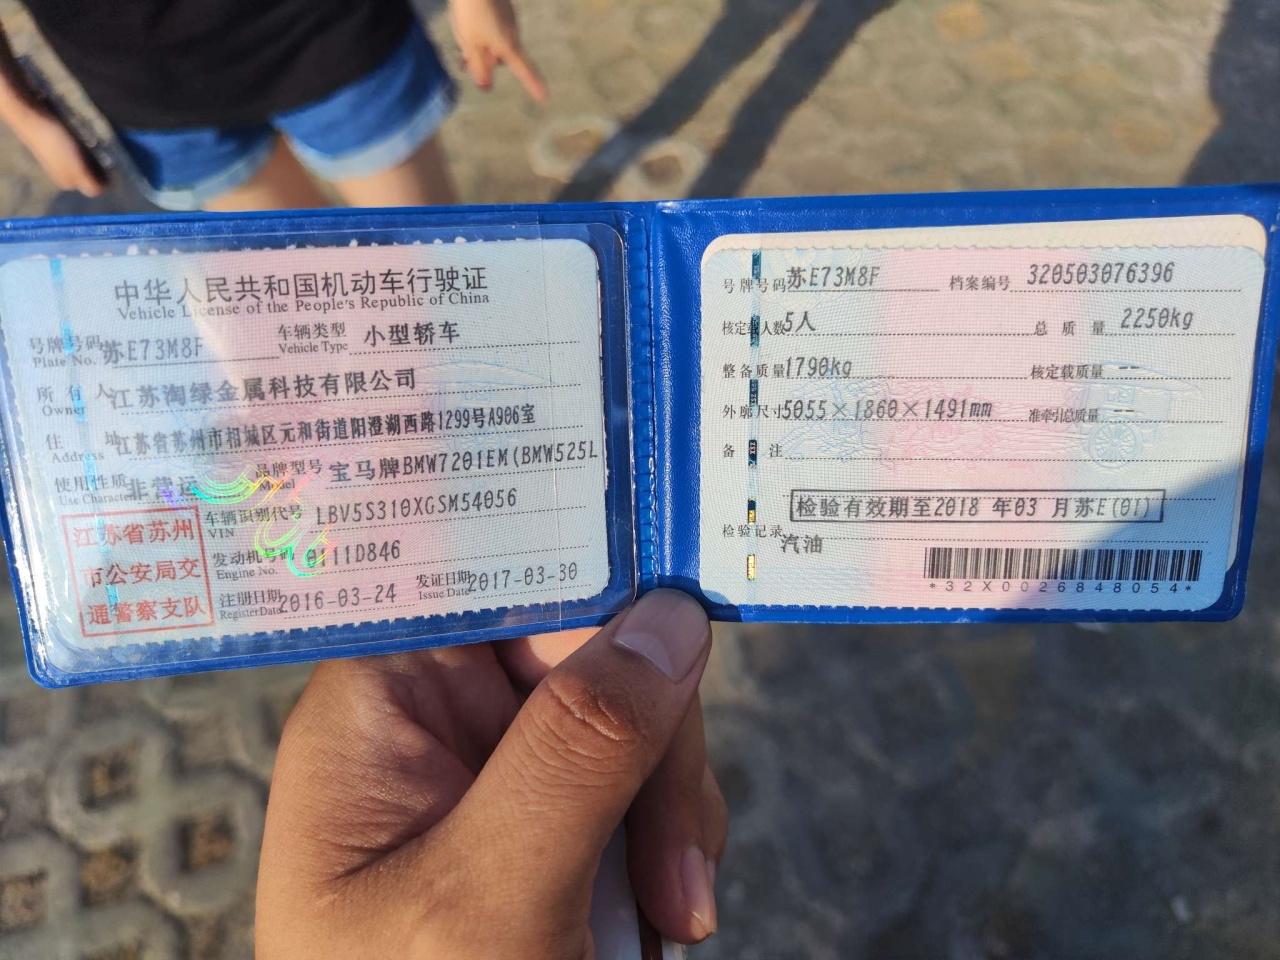 中华人民共和国机动车行驶证
Vehicle License of the People's Republic of China
号牌号码 Plate No. 苏E73M8F 车辆类型 Vehicle Type 小型轿车
所有人 Owner 江苏淘绿金属科技有限公司
住址 Address 江苏省苏州市相城区元和街道阳澄湖西路1299号A906室
使用性质 Use Character 非营运 品牌型号 Model 宝马牌BMW7201EM(BMW525L
车辆识别代号 VIN LBV5S310XGSM54056
发动机号码 Engine No. 0111D846
注册日期 Register Date 2016-03-24 发证日期 Issue Date 2017-03-30
江苏省苏州
市公安局交
通警察支队
号牌号码 苏E73M8F 档案编号 320503076396
核定载人数 5人 总质量 2250kg
整备质量 1790kg 核定载质量 --
外廓尺寸 5055×1860×1491mm 准牵引总质量 --
备注
检验有效期至2018 年03 月苏E(01)
检验记录
汽油
*32X0026848054*